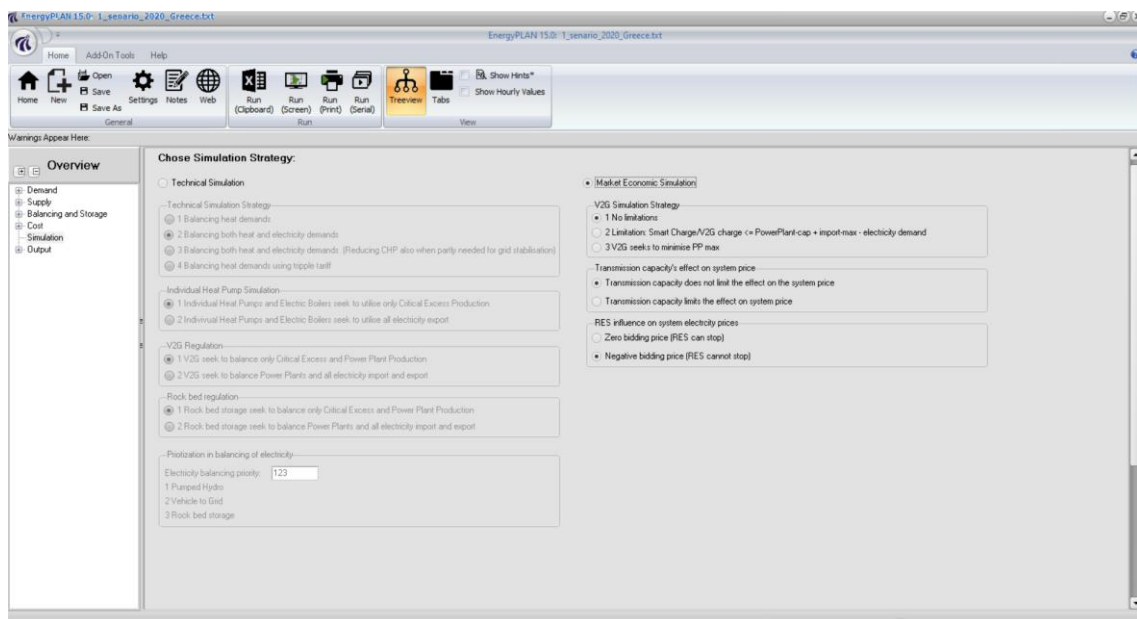 EnergyPLAN 15.0: 1_senario_2020_Greece.txt
EnergyPLAN 15.0: 1_senario_2020_Greece.txt
Home Add-On Tools Help
Home New Open Save Save As Settings Notes Web
General
Run (Clipboard) Run (Screen) Run (Print) Run (Serial)
Run
Treeview Tabs Show Hints* Show Hourly Values
View
Warnings Appear Here:
Overview
Demand
Supply
Balancing and Storage
Cost
Simulation
Output
Chose Simulation Strategy:
Technical Simulation
Technical Simulation Strategy
1 Balancing heat demands
2 Balancing both heat and electricity demands
3 Balancing both heat and electricity demands (Reducing CHP also when partly needed for grid stabilisation)
4 Balancing heat demands using tripple tariff
Individual Heat Pump Simulation
1 Individual Heat Pumps and Electric Boilers seek to utilise only Critical Excess Production
2 Indivivual Heat Pumps and Electric Boilers seek to utilise all electricity export
V2G Regulation
1 V2G seek to balance only Critical Excess and Power Plant Production
2 V2G seek to balance Power Plants and all electricity import and export
Rock bed regulation
1 Rock bed storage seek to balance only Critical Excess and Power Plant Production
2 Rock bed storage seek to balance Power Plants and all electricity import and export
Priotization in balancing of electricity
Electricity balancing priority: 123
1 Pumped Hydro
2 Vehicle to Grid
3 Rock bed storage
Market Economic Simulation
V2G Simulation Strategy
1 No limitations
2 Limitation: Smart Charge/V2G charge <= PowerPlant-cap + import-max - electricity demand
3 V2G seeks to minimise PP max
Transmission capacity's effect on system price
Transmission capacity does not limit the effect on the system price
Transmission capacity limits the effect on system price
RES influence on system electricity prices
Zero bidding price (RES can stop)
Negative bidding price (RES cannot stop)